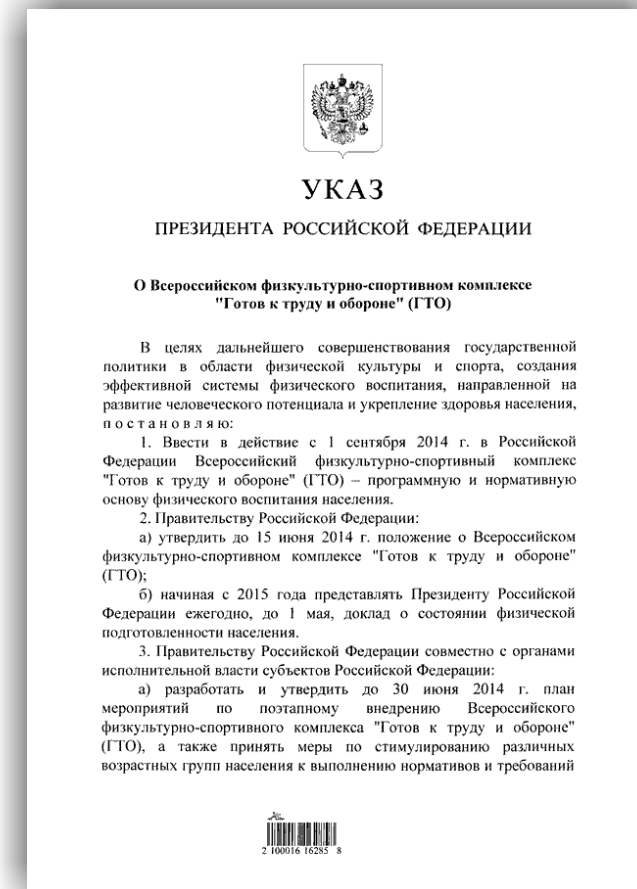 УКАЗ
ПРЕЗИДЕНТА РОССИЙСКОЙ ФЕДЕРАЦИИ
О Всероссийском физкультурно-спортивном комплексе
"Готов к труду и обороне" (ГТО)
В целях дальнейшего совершенствования государственной
политики в области физической культуры и спорта, создания
эффективной системы физического воспитания, направленной на
развитие человеческого потенциала и укрепление здоровья населения,
п о с т а н о в л я ю:
1. Ввести в действие с 1 сентября 2014 г. в Российской
Федерации Всероссийский физкультурно-спортивный комплекс
"Готов к труду и обороне" (ГТО) – программную и нормативную
основу физического воспитания населения.
2. Правительству Российской Федерации:
а) утвердить до 15 июня 2014 г. положение о Всероссийском
физкультурно-спортивном комплексе "Готов к труду и обороне"
(ГТО);
б) начиная с 2015 года представлять Президенту Российской
Федерации ежегодно, до 1 мая, доклад о состоянии физической
подготовленности населения.
3. Правительству Российской Федерации совместно с органами
исполнительной власти субъектов Российской Федерации:
а) разработать и утвердить до 30 июня 2014 г. план
мероприятий по поэтапному внедрению Всероссийского
физкультурно-спортивного комплекса "Готов к труду и обороне"
(ГТО), а также принять меры по стимулированию различных
возрастных групп населения к выполнению нормативов и требований
2 100016 16285 8